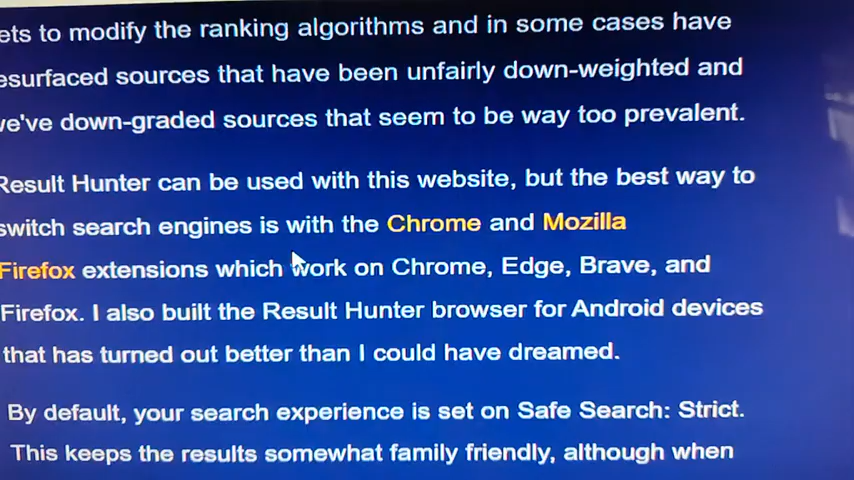 ets to modify the ranking algorithms and in some cases have
esurfaced sources that have been unfairly down-weighted and
we've down-graded sources that seem to be way too prevalent.
Result Hunter can be used with this website, but the best way to
switch search engines is with the Chrome and Mozilla
Firefox extensions which work on Chrome, Edge, Brave, and
Firefox. I also built the Result Hunter browser for Android devices
that has turned out better than I could have dreamed.
By default, your search experience is set on Safe Search: Strict.
This keeps the results somewhat family friendly, although when